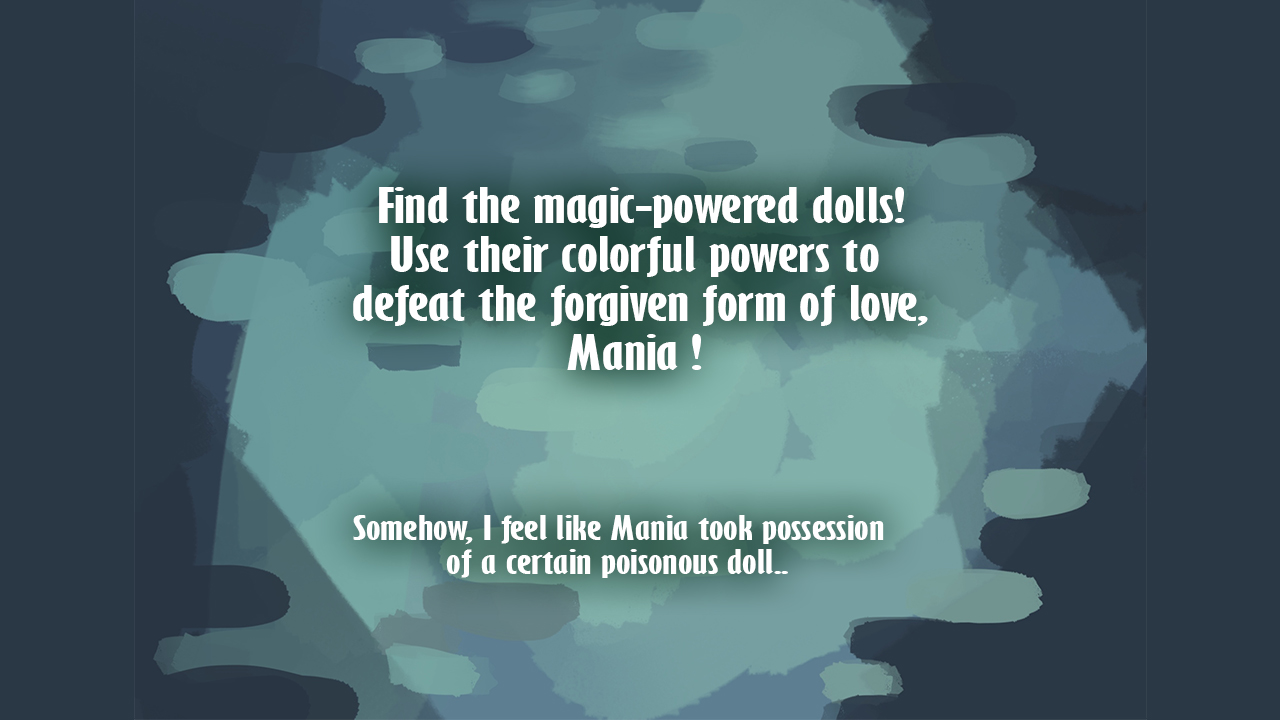 Find the magic-powered dolls!
Use their colorful powers to
defeat the forgiven form of love,
Mania !
Somehow, I feel like Mania took possession
of a certain poisonous doll..